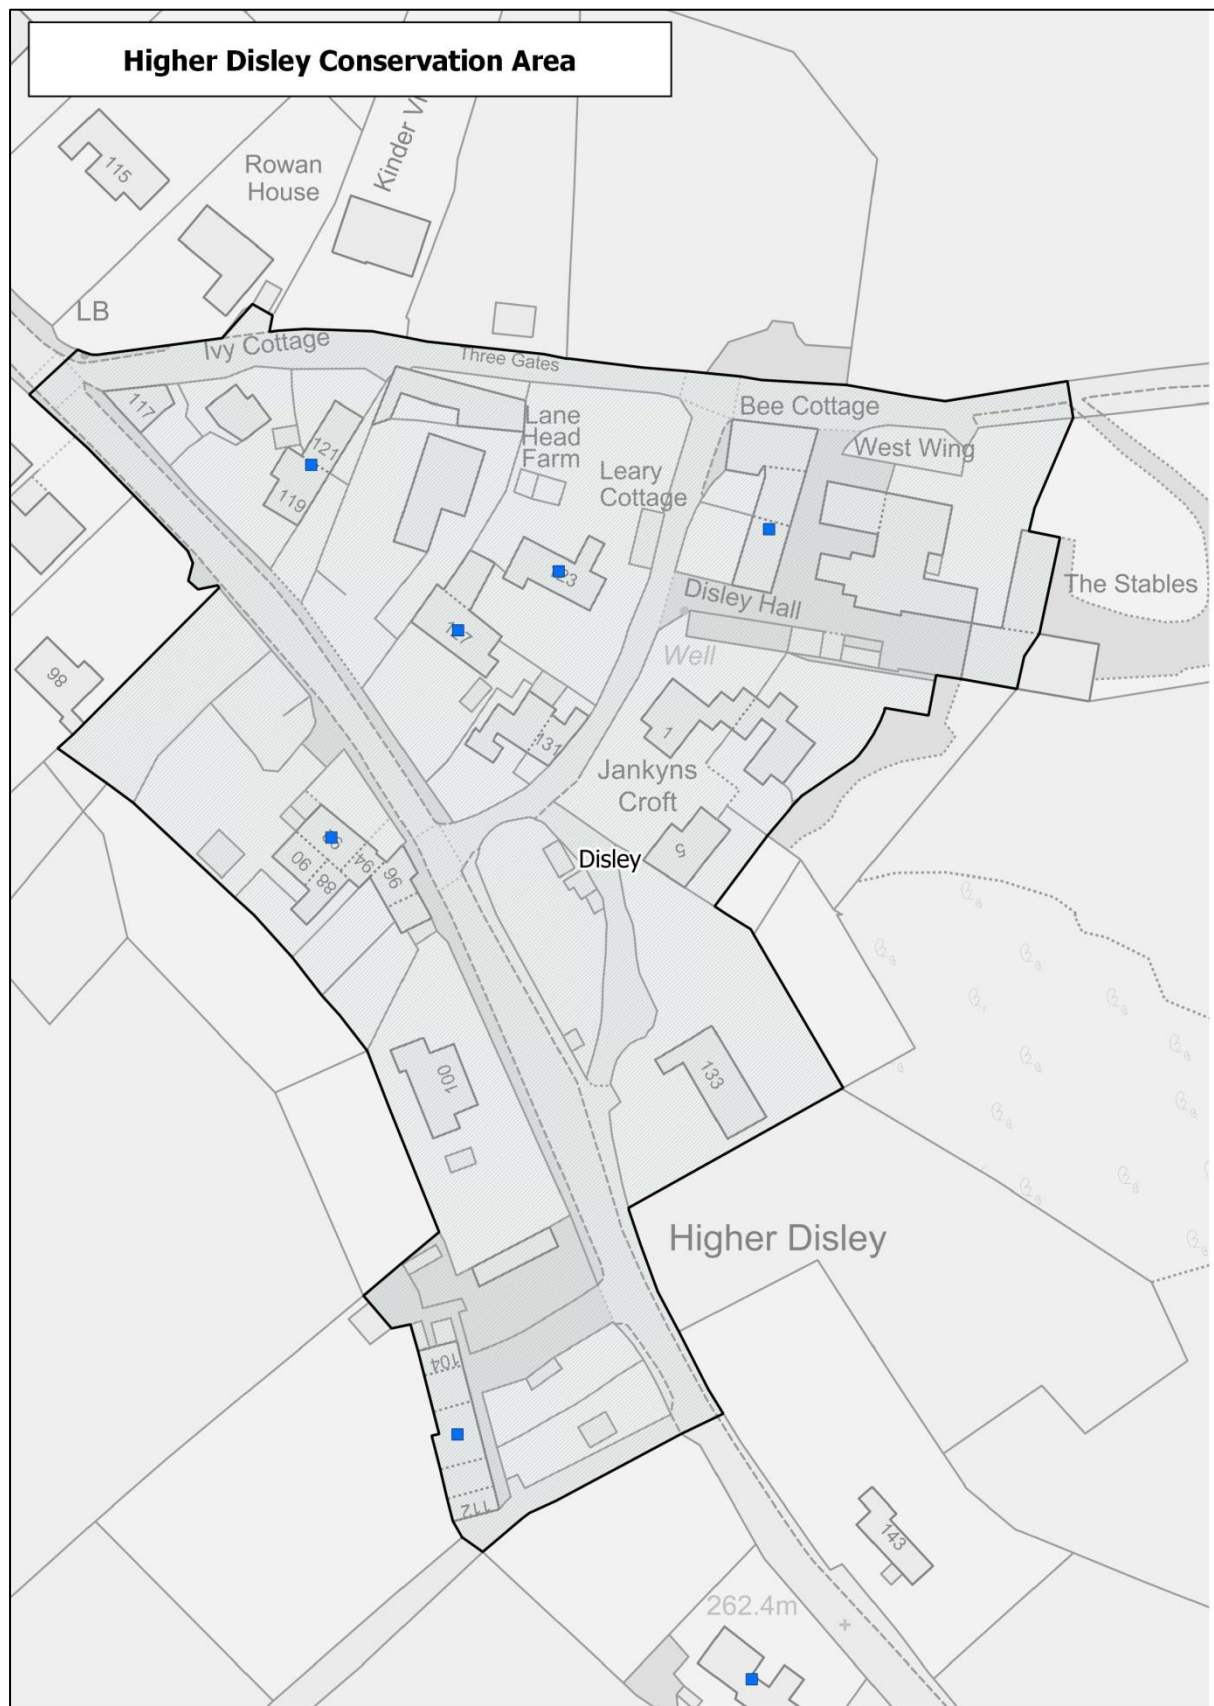 Higher Disley Conservation Area
115
Rowan
House
LB
Ivy Cottage
Three Gates
117
121
119
Lane
Head
Farm
Leary
Cottage
Bee Cottage
West Wing
127
Disley Hall
The Stables
Well
98
131
1
Jankyns
Croft
5
Disley
90
88
94
96
100
133
Higher Disley
104
112
143
262.4m